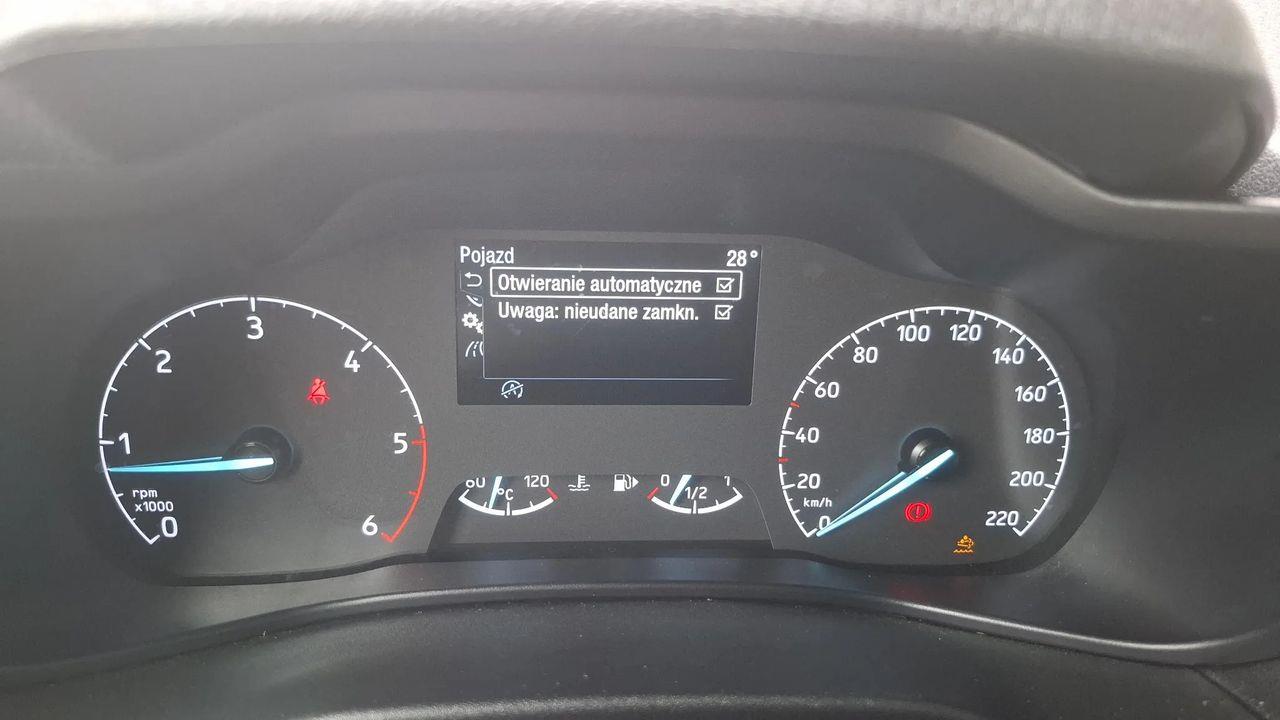 Pojazd 28°
Otwieranie automatyczne
Uwaga: nieudane zamkn.
0 1 2 3 4 5 6
rpm
x1000
60 120
°C
0 1/2 1
0 20 40 60 80 100 120 140 160 180 200 220
km/h